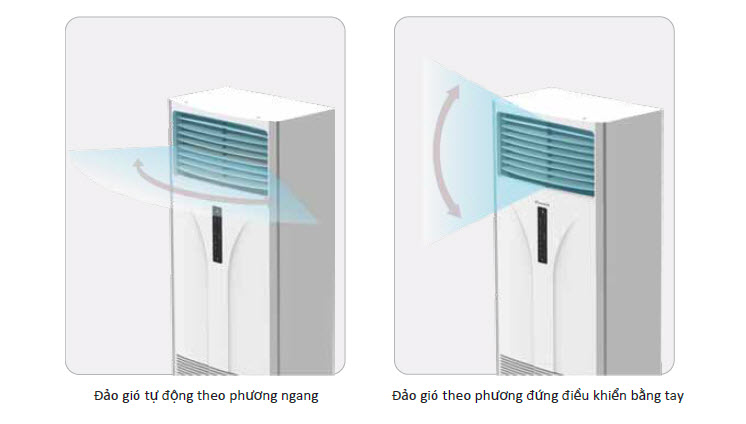 Đảo gió tự động theo phương ngang
Đảo gió theo phương đứng điều khiển bằng tay